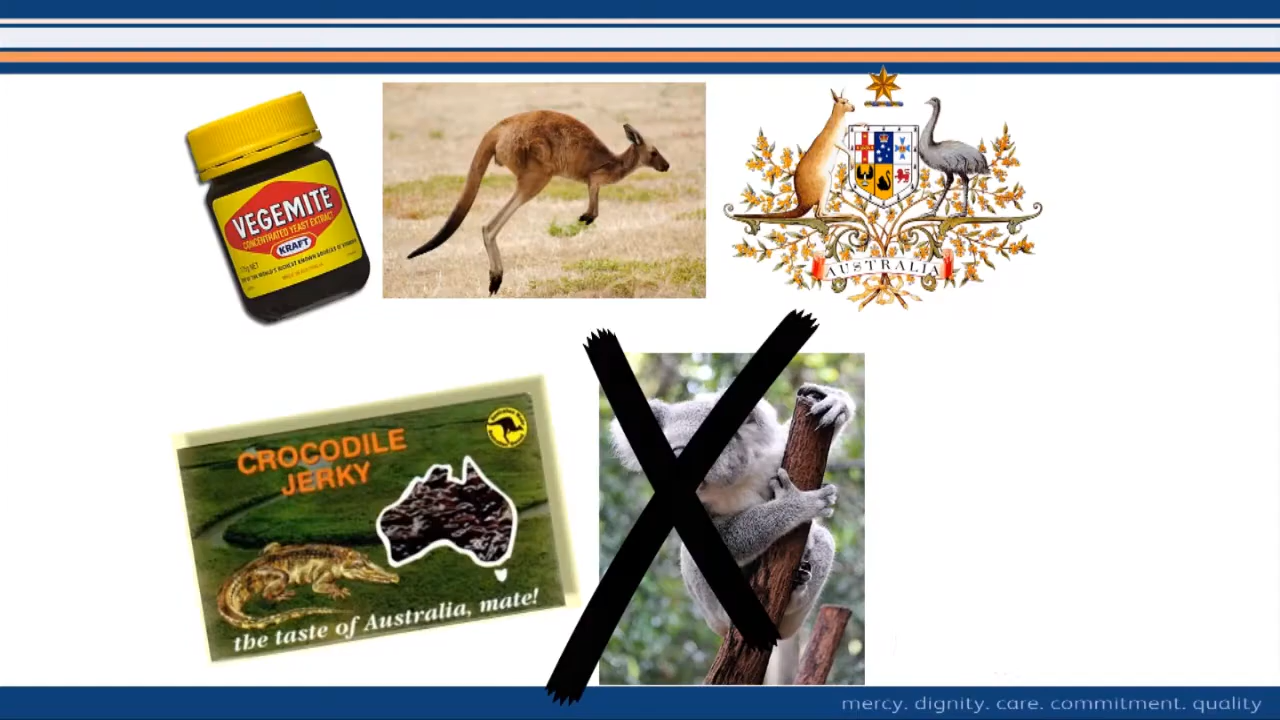 VEGEMITE
CONCENTRATED YEAST EXTRACT
KRAFT
AUSTRALIA
CROCODILE
JERKY
the taste of Australia, mate!
mercy. dignity. care. commitment. quality